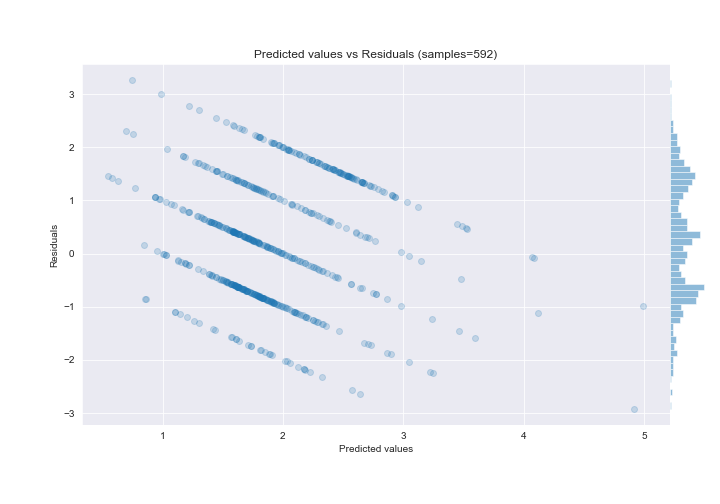 Predicted values vs Residuals (samples=592)
3
2
1
0
−1
−2
−3
Residuals
1 2 3 4 5
Predicted values